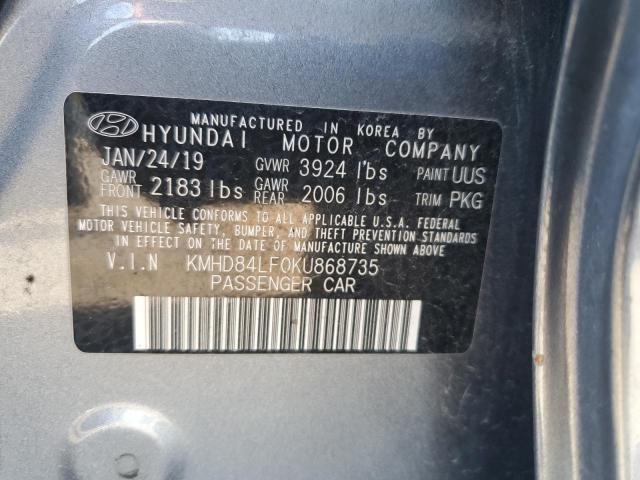 MANUFACTURED IN KOREA BY
HYUNDAI MOTOR COMPANY
JAN/24/19 GVWR 3924 lbs PAINT UUS
GAWR FRONT 2183 lbs GAWR REAR 2006 lbs TRIM PKG
THIS VEHICLE CONFORMS TO ALL APPLICABLE U.S.A. FEDERAL
MOTOR VEHICLE SAFETY, BUMPER, AND THEFT PREVENTION STANDARDS
IN EFFECT ON THE DATE OF MANUFACTURE SHOWN ABOVE
V.I.N KMHD84LF0KU868735
PASSENGER CAR